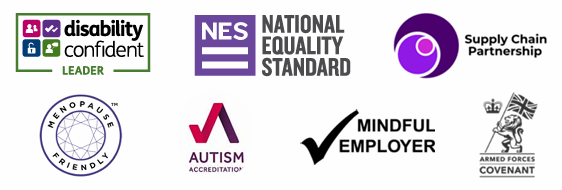 disability
confident
LEADER
NES
NATIONAL
EQUALITY
STANDARD
Supply Chain
Partnership
MENOPAUSE
FRIENDLY
TM
AUTISM
ACCREDITATION
MINDFUL
EMPLOYER
ARMED FORCES
COVENANT